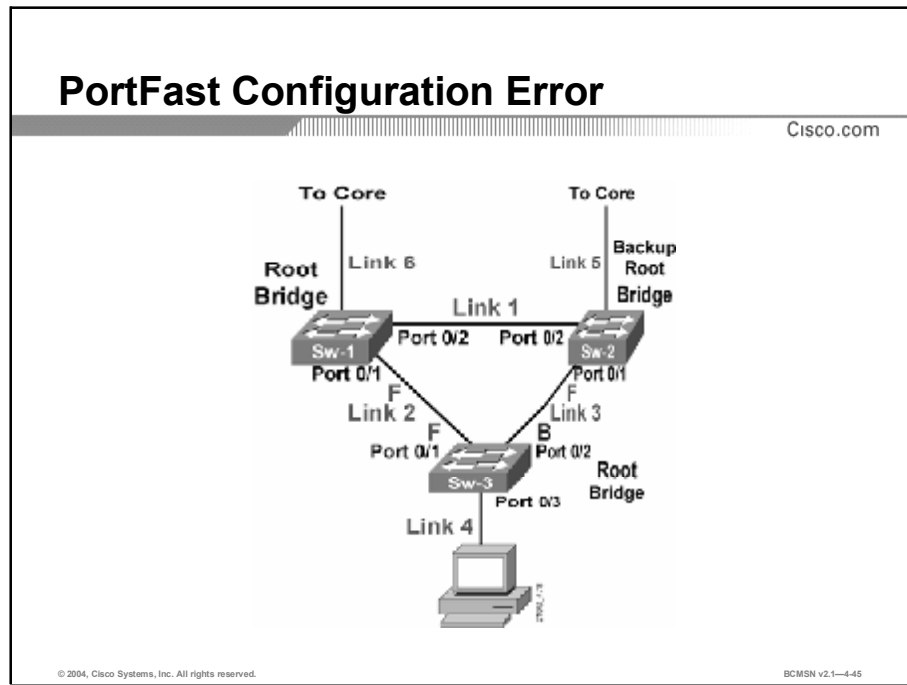 PortFast Configuration Error
Cisco.com
To Core
To Core
Link 6
Link 5
Backup
Root
Bridge
Root
Bridge
Link 1
Port 0/2
Port 0/2
Sw-1
Sw-2
Port 0/1
Port 0/1
F
F
Link 2
Link 3
F
B
Port 0/1
Port 0/2
Sw-3
Root
Bridge
Port 0/3
Link 4
© 2004, Cisco Systems, Inc. All rights reserved.
BCMSN v2.1—4-45